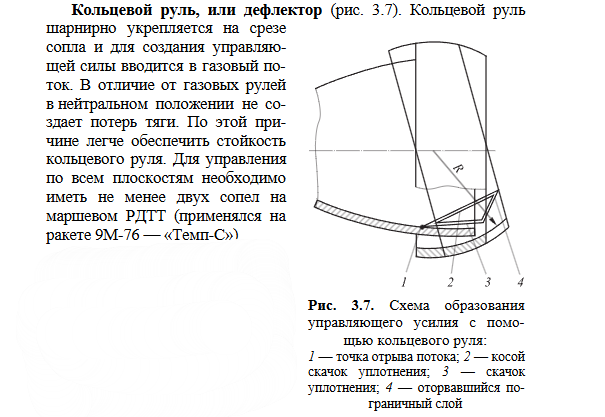 Кольцевой руль, или дефлектор (рис. 3.7). Кольцевой руль
шарнирно укрепляется на срезе
сопла и для создания управляю-
щей силы вводится в газовый по-
ток. В отличие от газовых рулей
в нейтральном положении не со-
здает потерь тяги. По этой при-
чине легче обеспечить стойкость
кольцевого руля. Для управления
по всем плоскостям необходимо
иметь не менее двух сопел на
маршевом РДТТ (применялся на
ракете 9М-76 — «Темп-С»)
R
1 2 3 4
Рис. 3.7. Схема образования
управляющего усилия с помо-
щью кольцевого руля:
1 — точка отрыва потока; 2 — косой
скачок уплотнения; 3 — скачок
уплотнения; 4 — оторвавшийся по-
граничный слой